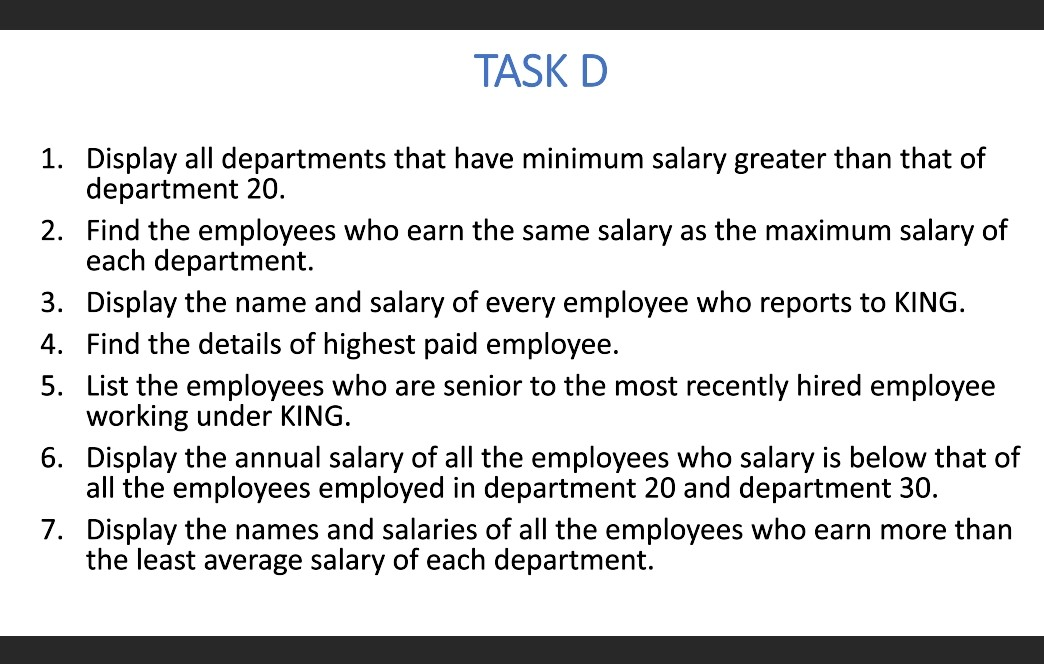 TASK D
1. Display all departments that have minimum salary greater than that of
department 20.
2. Find the employees who earn the same salary as the maximum salary of
each department.
3. Display the name and salary of every employee who reports to KING.
4. Find the details of highest paid employee.
5. List the employees who are senior to the most recently hired employee
working under KING.
6. Display the annual salary of all the employees who salary is below that of
all the employees employed in department 20 and department 30.
7. Display the names and salaries of all the employees who earn more than
the least average salary of each department.